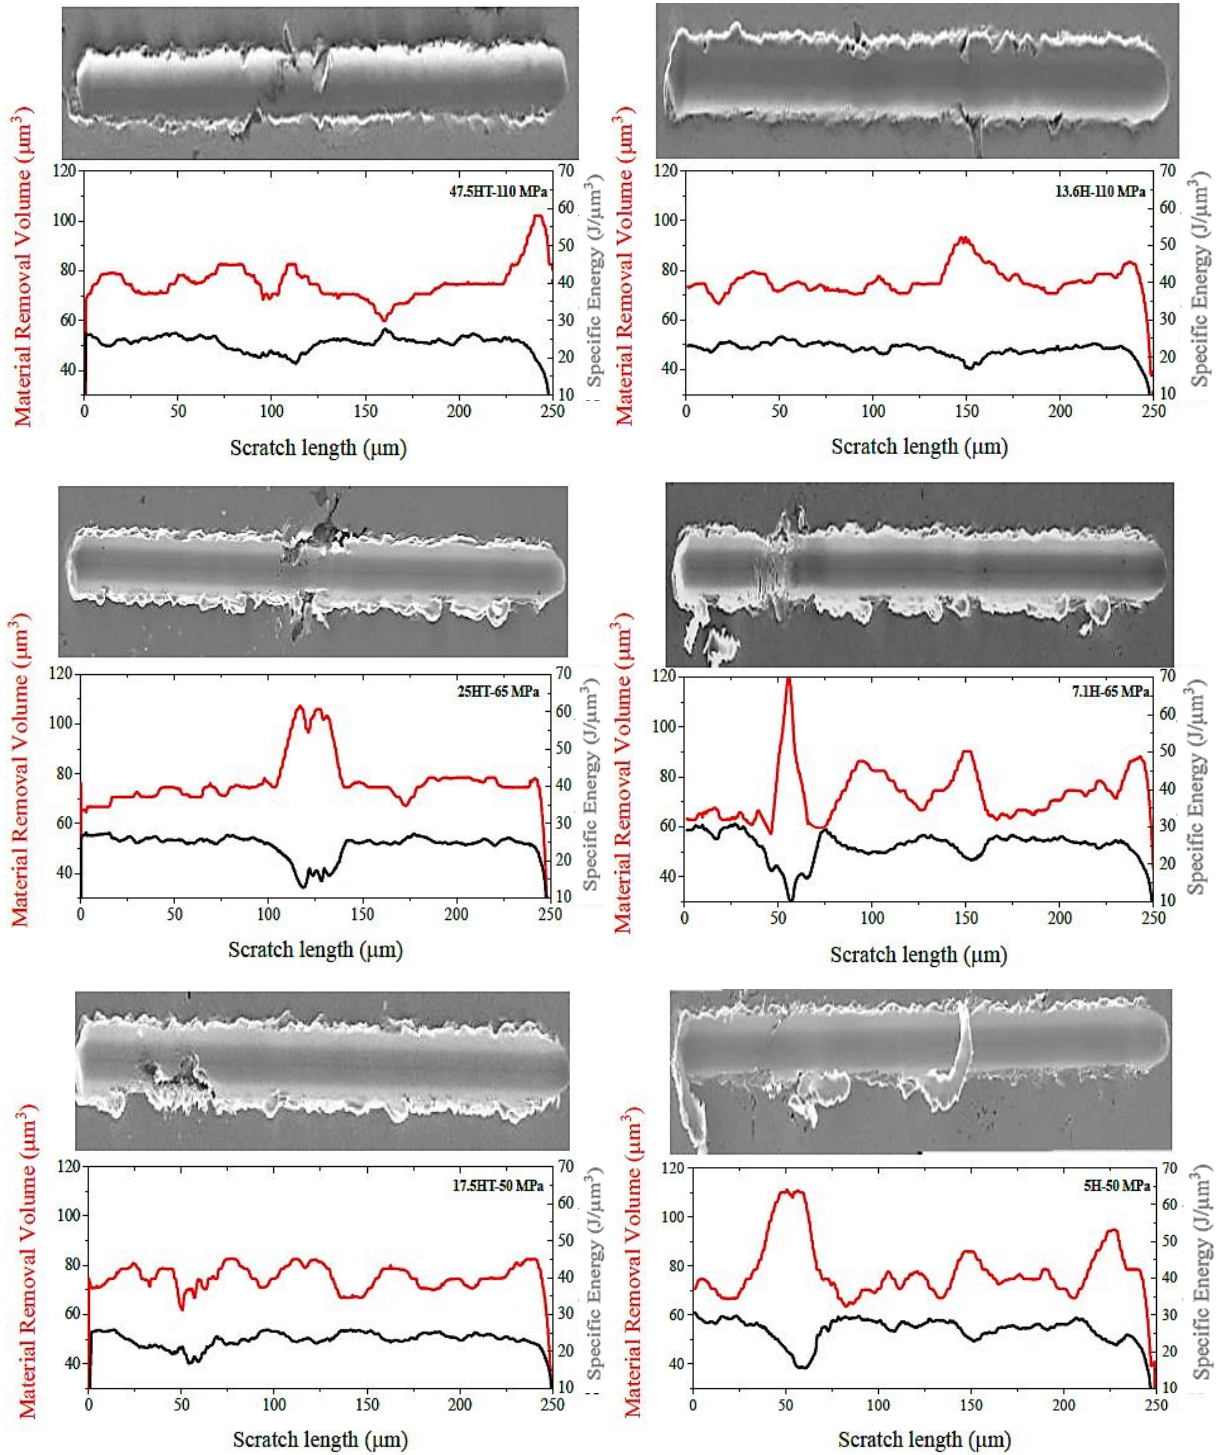 Material Removal Volume (μm³)
120
100
80
60
40
47.5HT-110 MPa
70
60
50
40
30
20
10
Specific Energy (J/μm³)
0 50 100 150 200 250
Scratch length (μm)
Material Removal Volume (μm³)
120
100
80
60
40
13.6H-110 MPa
70
60
50
40
30
20
10
Specific Energy (J/μm³)
0 50 100 150 200 250
Scratch length (μm)
Material Removal Volume (μm³)
120
100
80
60
40
25HT-65 MPa
70
60
50
40
30
20
10
Specific Energy (J/μm³)
0 50 100 150 200 250
Scratch length (μm)
Material Removal Volume (μm³)
120
100
80
60
40
7.1H-65 MPa
70
60
50
40
30
20
10
Specific Energy (J/μm³)
0 50 100 150 200 250
Scratch length (μm)
Material Removal Volume (μm³)
120
100
80
60
40
17.5HT-50 MPa
70
60
50
40
30
20
10
Specific Energy (J/μm³)
0 50 100 150 200 250
Scratch length (μm)
Material Removal Volume (μm³)
120
100
80
60
40
5H-50 MPa
70
60
50
40
30
20
10
Specific Energy (J/μm³)
0 50 100 150 200 250
Scratch length (μm)